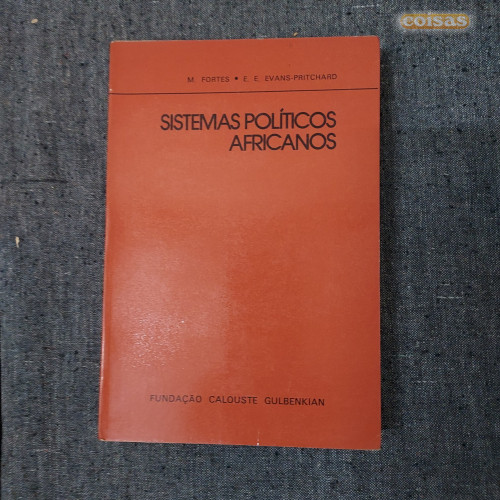 coisas
M. FORTES • E. E. EVANS-PRITCHARD
SISTEMAS POLÍTICOS
AFRICANOS
FUNDAÇÃO CALOUSTE GULBENKIAN